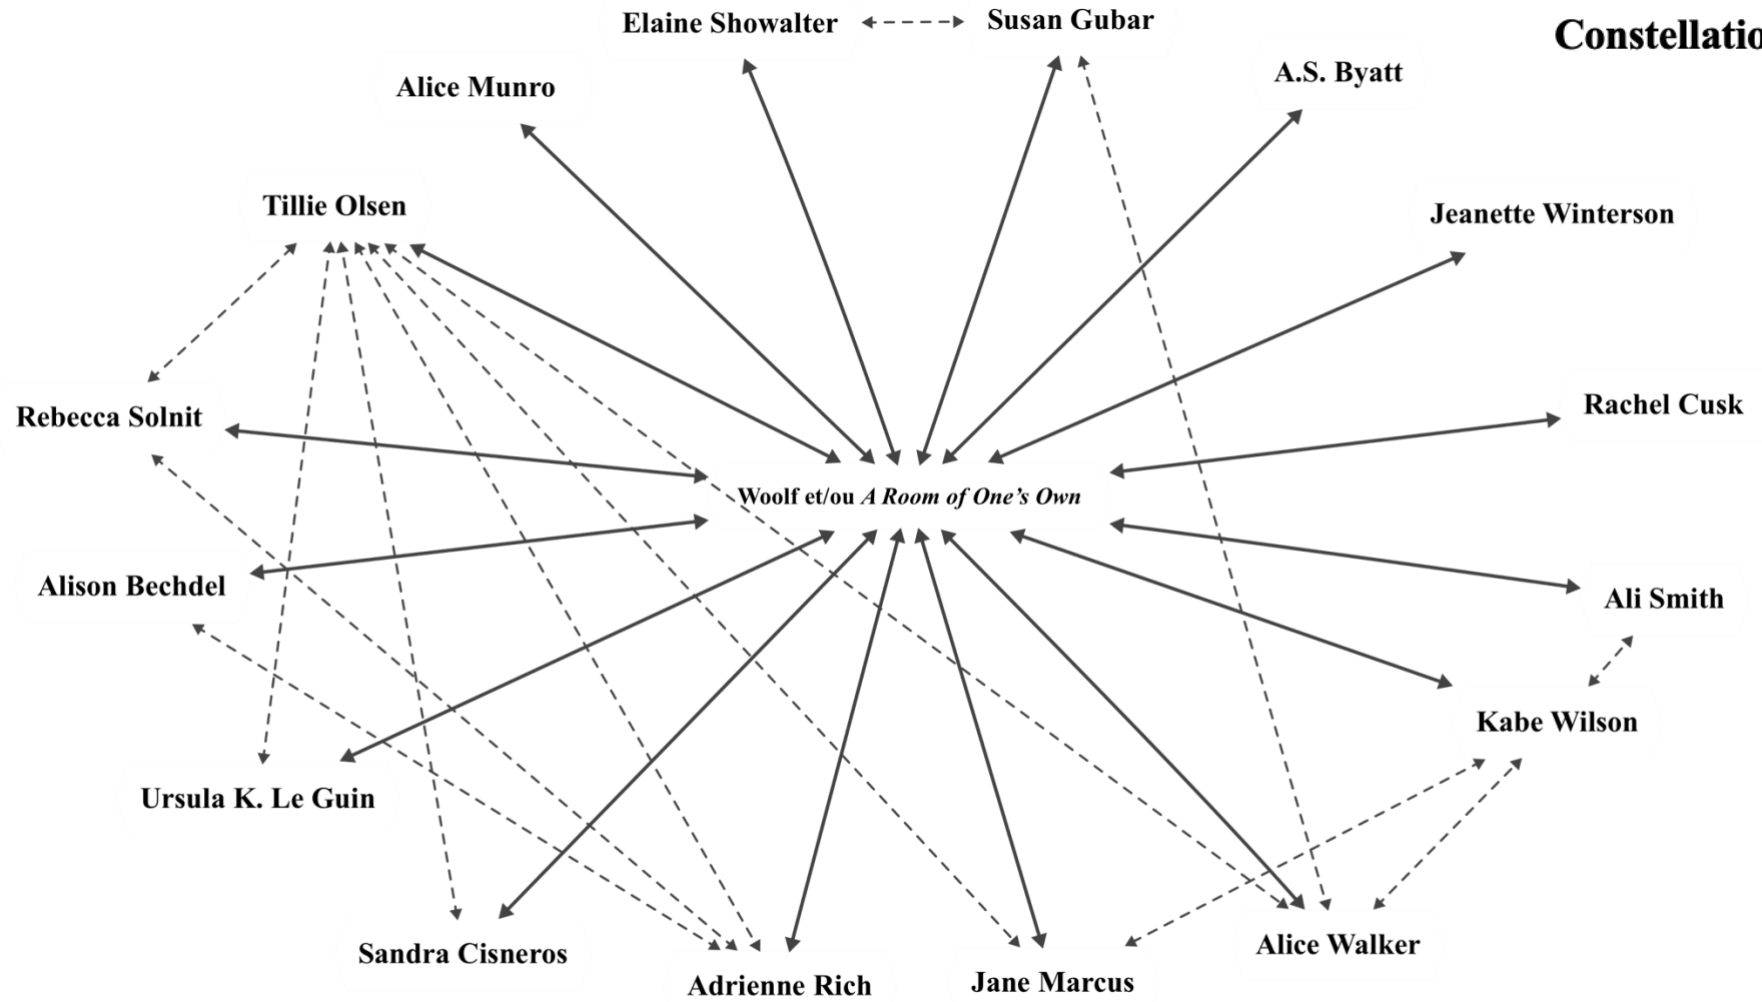 Elaine Showalter
Susan Gubar
Constellatio
Alice Munro
A.S. Byatt
Tillie Olsen
Jeanette Winterson
Rebecca Solnit
Rachel Cusk
Woolf et/ou A Room of One’s Own
Alison Bechdel
Ali Smith
Kabe Wilson
Ursula K. Le Guin
Sandra Cisneros
Adrienne Rich
Jane Marcus
Alice Walker